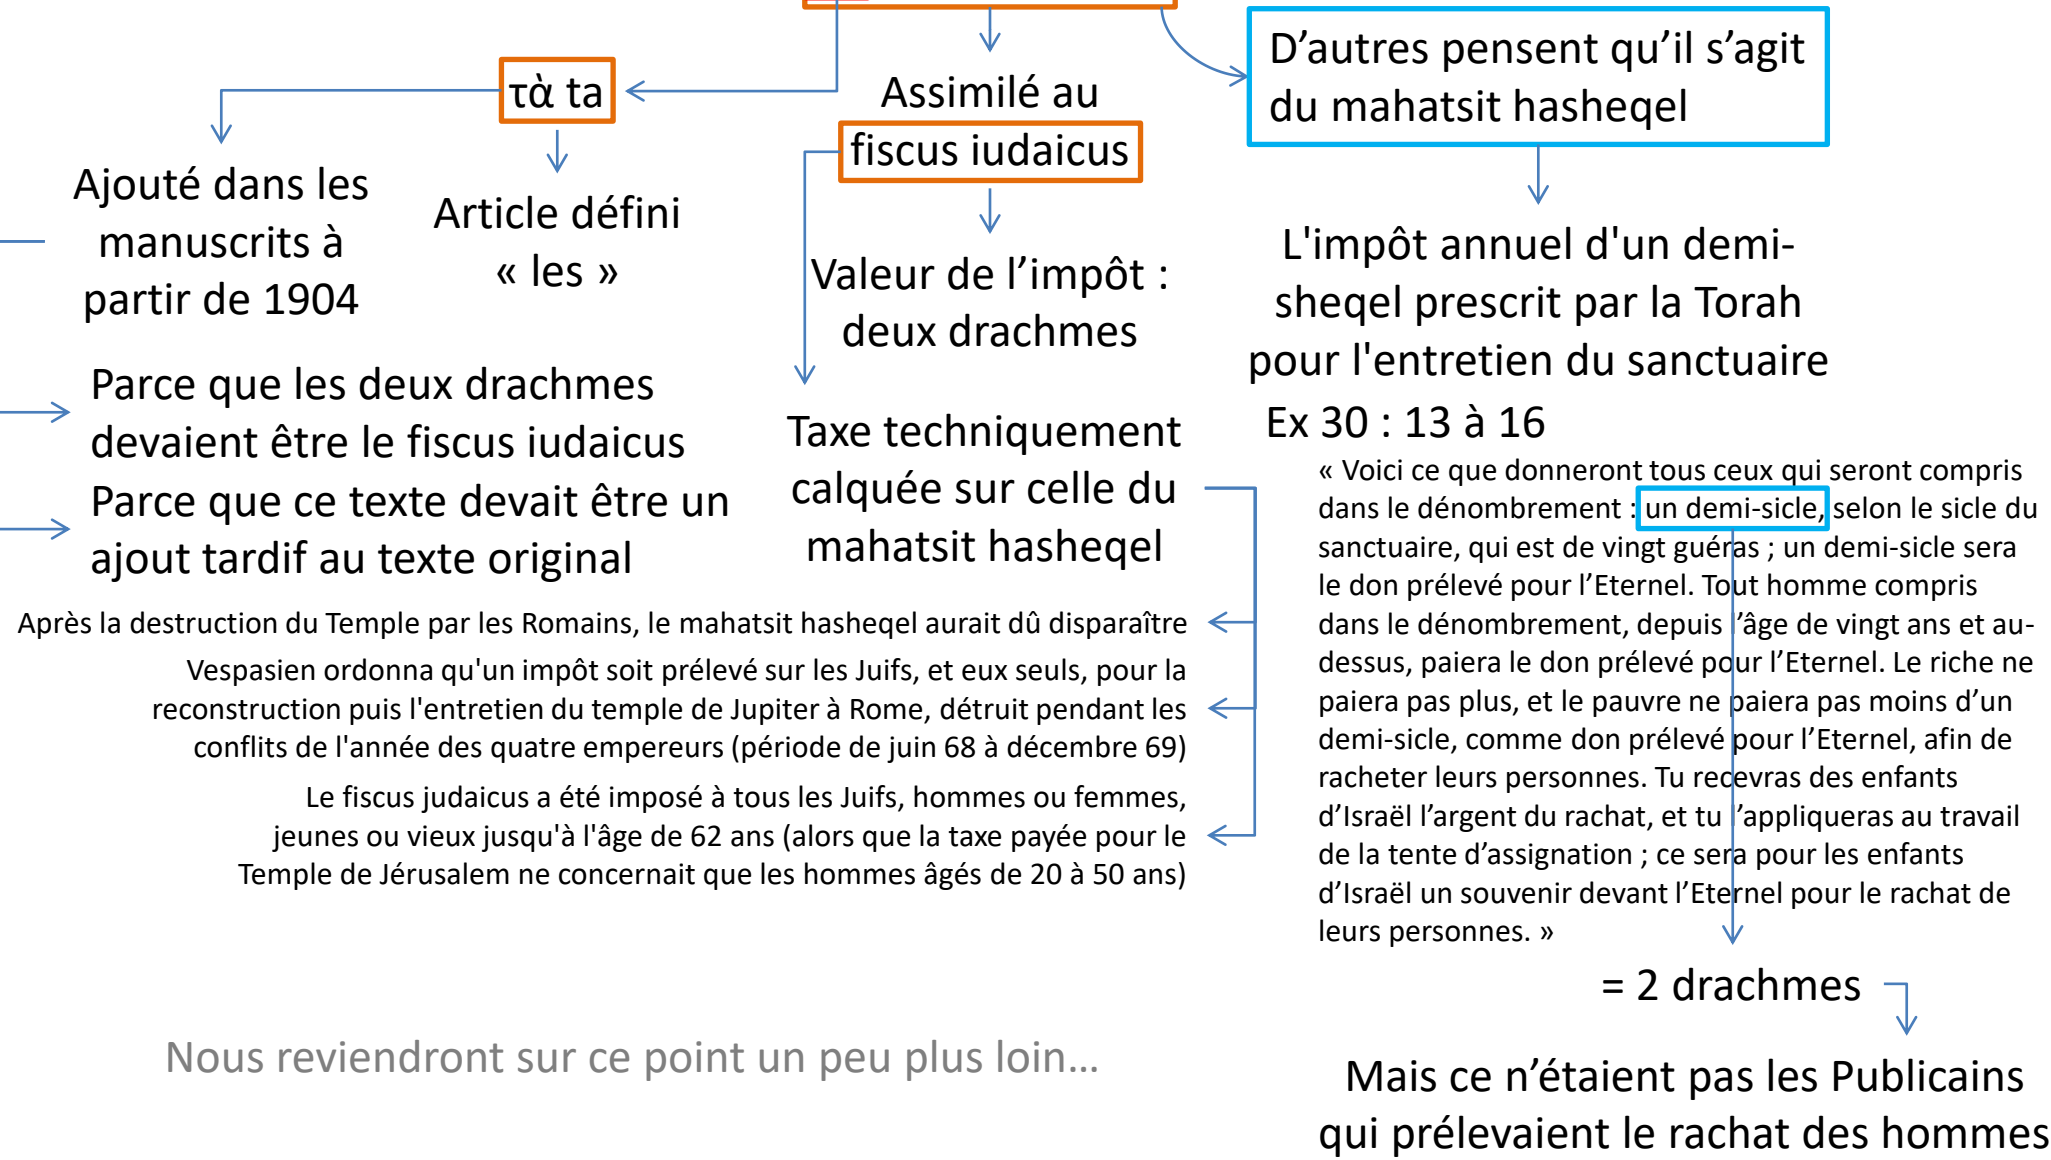 τὰ ta
Ajouté dans les
manuscrits à
partir de 1904
Article défini
« les »
Parce que les deux drachmes
devaient être le fiscus iudaicus
Parce que ce texte devait être un
ajout tardif au texte original
Assimilé au
fiscus iudaicus
Valeur de l’impôt :
deux drachmes
Taxe techniquement
calquée sur celle du
mahatsit hasheqel
Après la destruction du Temple par les Romains, le mahatsit hasheqel aurait dû disparaître
Vespasien ordonna qu'un impôt soit prélevé sur les Juifs, et eux seuls, pour la
reconstruction puis l'entretien du temple de Jupiter à Rome, détruit pendant les
conflits de l'année des quatre empereurs (période de juin 68 à décembre 69)
Le fiscus judaicus a été imposé à tous les Juifs, hommes ou femmes,
jeunes ou vieux jusqu'à l'âge de 62 ans (alors que la taxe payée pour le
Temple de Jérusalem ne concernait que les hommes âgés de 20 à 50 ans)
D’autres pensent qu’il s’agit
du mahatsit hasheqel
L'impôt annuel d'un demi-
sheqel prescrit par la Torah
pour l'entretien du sanctuaire
Ex 30 : 13 à 16
« Voici ce que donneront tous ceux qui seront compris
dans le dénombrement : un demi-sicle, selon le sicle du
sanctuaire, qui est de vingt guéras ; un demi-sicle sera
le don prélevé pour l’Eternel. Tout homme compris
dans le dénombrement, depuis l’âge de vingt ans et au-
dessus, paiera le don prélevé pour l’Eternel. Le riche ne
paiera pas plus, et le pauvre ne paiera pas moins d’un
demi-sicle, comme don prélevé pour l’Eternel, afin de
racheter leurs personnes. Tu recevras des enfants
d’Israël l’argent du rachat, et tu l’appliqueras au travail
de la tente d’assignation ; ce sera pour les enfants
d’Israël un souvenir devant l’Eternel pour le rachat de
leurs personnes. »
= 2 drachmes
Mais ce n’étaient pas les Publicains
qui prélevaient le rachat des hommes
Nous reviendront sur ce point un peu plus loin…